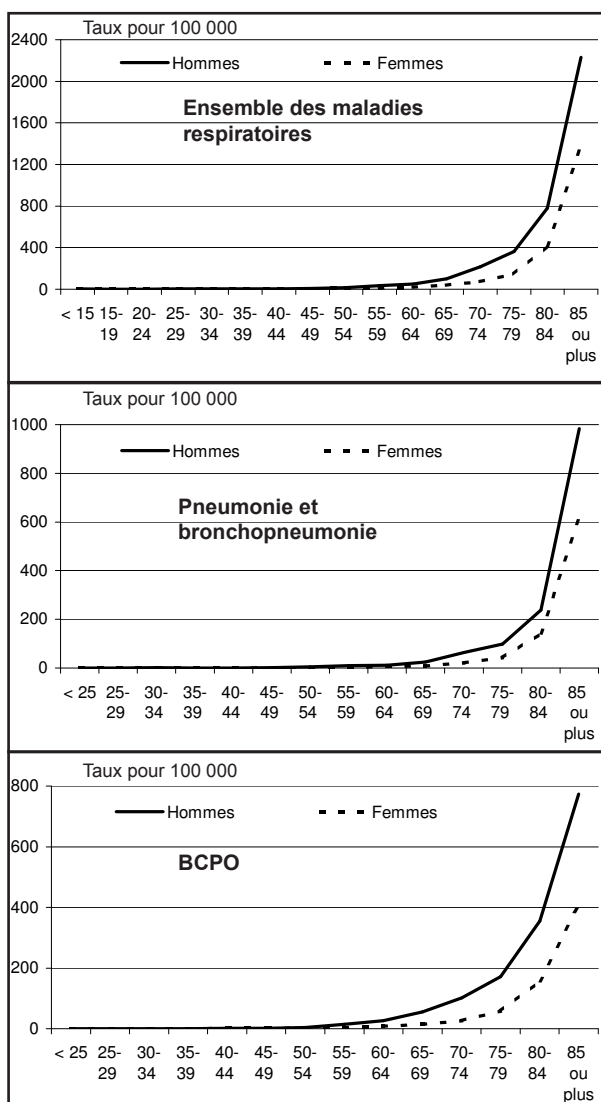 Taux pour 100 000
2400
Hommes Femmes
2000
Ensemble des maladies
respiratoires
1600
1200
800
400
0
< 15 15- 20- 25- 30- 35- 40- 45- 50- 55- 60- 65- 70- 75- 80- 85
19 24 29 34 39 44 49 54 59 64 69 74 79 84 ou
plus
Taux pour 100 000
1000
Hommes Femmes
800
Pneumonie et
bronchopneumonie
600
400
200
0
< 25 25- 30- 35- 40- 45- 50- 55- 60- 65- 70- 75- 80- 85
29 34 39 44 49 54 59 64 69 74 79 84 ou
plus
Taux pour 100 000
800
Hommes Femmes
BCPO
600
400
200
0
< 25 25- 30- 35- 40- 45- 50- 55- 60- 65- 70- 75- 80- 85
29 34 39 44 49 54 59 64 69 74 79 84 ou
plus